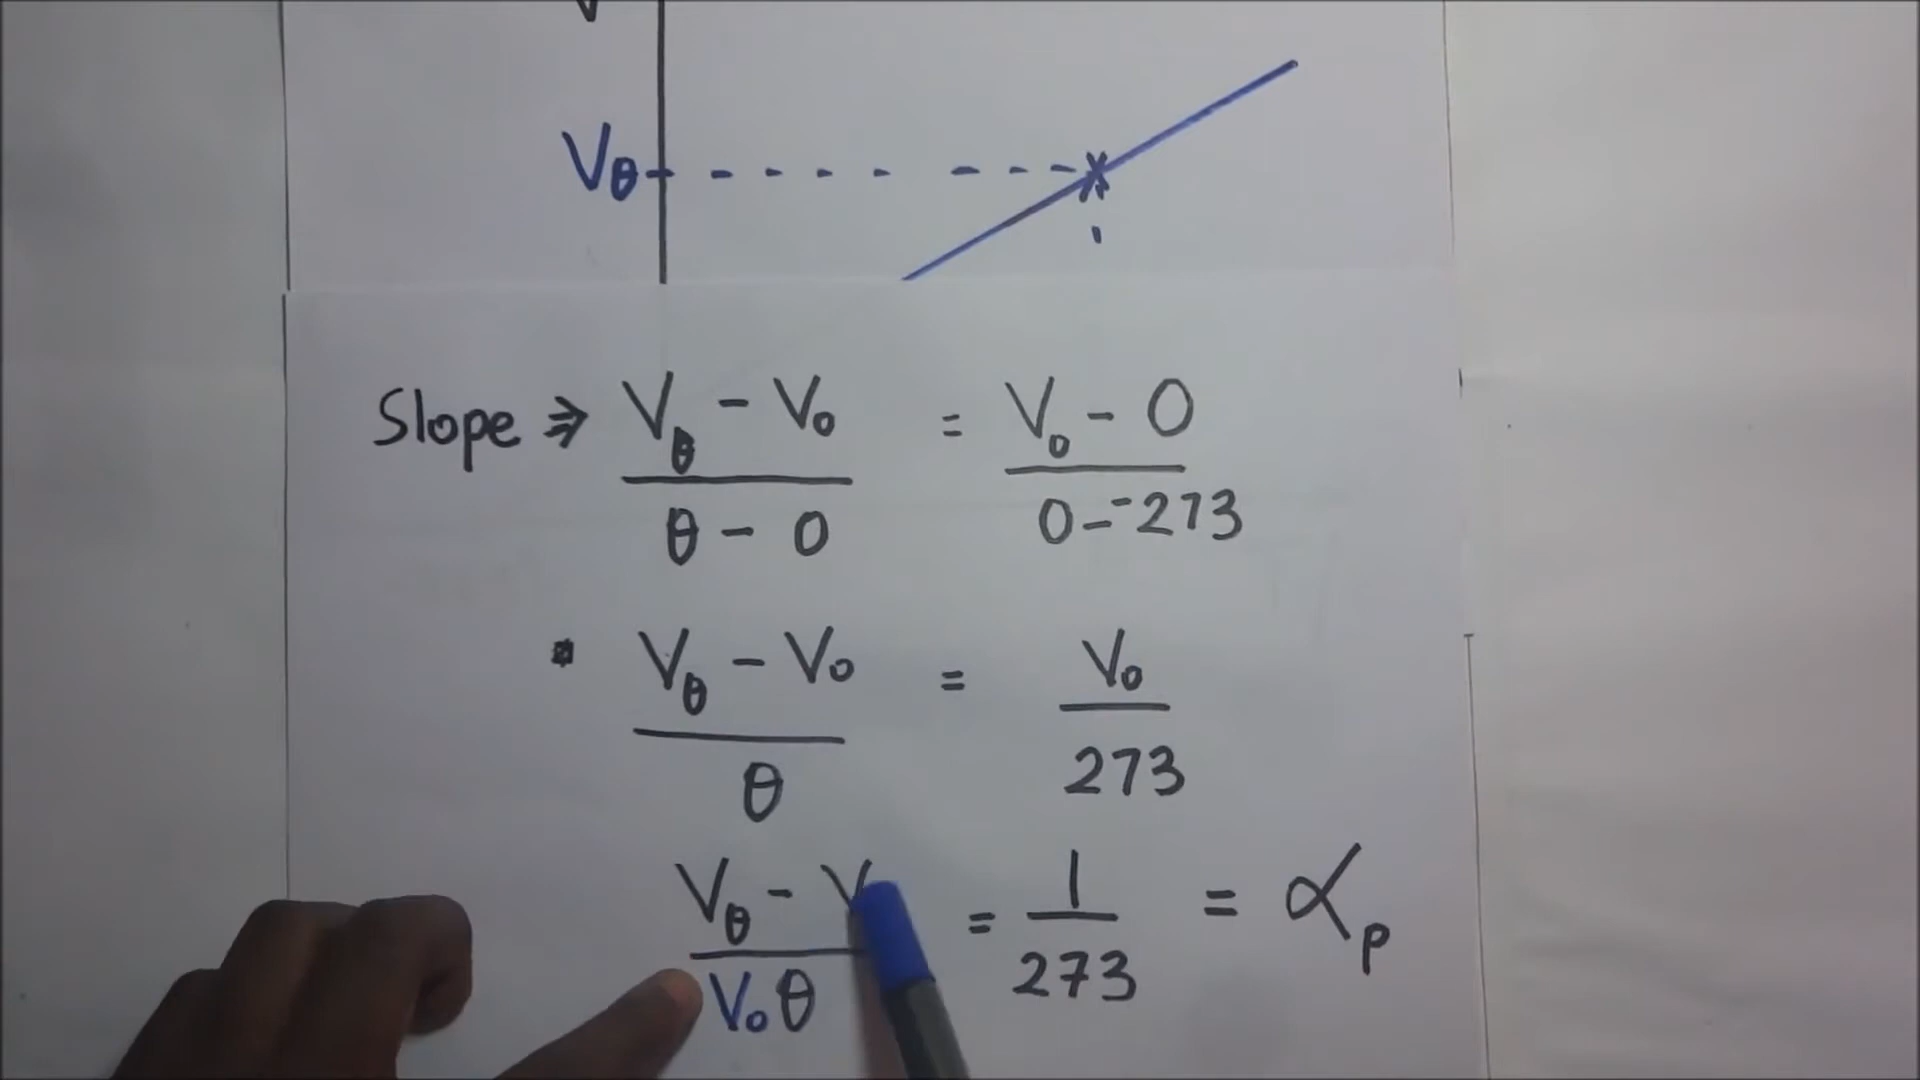 Vθ
Slope ⇒ Vθ - V₀ / θ - 0 = V₀ - 0 / 0 - ⁻273
Vθ - V₀ / θ = V₀ / 273
Vθ - V / V₀θ = 1 / 273 = αₚ